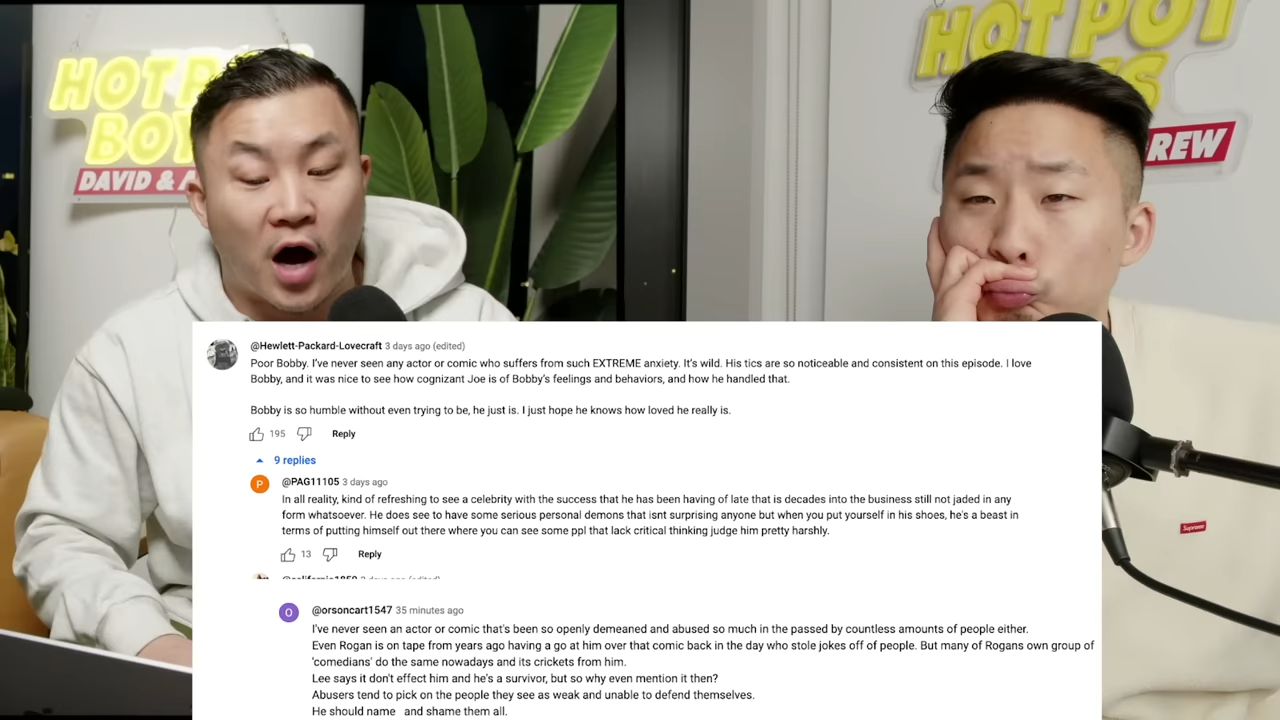 HOT P
BOY
DAVID & A
HOT POT
YS
REW
Supreme
@Hewlett-Packard-Lovecraft 3 days ago (edited)
Poor Bobby. I've never seen any actor or comic who suffers from such EXTREME anxiety. It's wild. His tics are so noticeable and consistent on this episode. I love
Bobby, and it was nice to see how cognizant Joe is of Bobby's feelings and behaviors, and how he handled that.
Bobby is so humble without even trying to be, he just is. I just hope he knows how loved he really is.
195 Reply
9 replies
P
@PAG11105 3 days ago
In all reality, kind of refreshing to see a celebrity with the success that he has been having of late that is decades into the business still not jaded in any
form whatsoever. He does see to have some serious personal demons that isnt surprising anyone but when you put yourself in his shoes, he's a beast in
terms of putting himself out there where you can see some ppl that lack critical thinking judge him pretty harshly.
13 Reply
O
@orsoncart1547 35 minutes ago
I've never seen an actor or comic that's been so openly demeaned and abused so much in the passed by countless amounts of people either.
Even Rogan is on tape from years ago having a go at him over that comic back in the day who stole jokes off of people. But many of Rogans own group of
'comedians' do the same nowadays and its crickets from him.
Lee says it don't effect him and he's a survivor, but so why even mention it then?
Abusers tend to pick on the people they see as weak and unable to defend themselves.
He should name and shame them all.